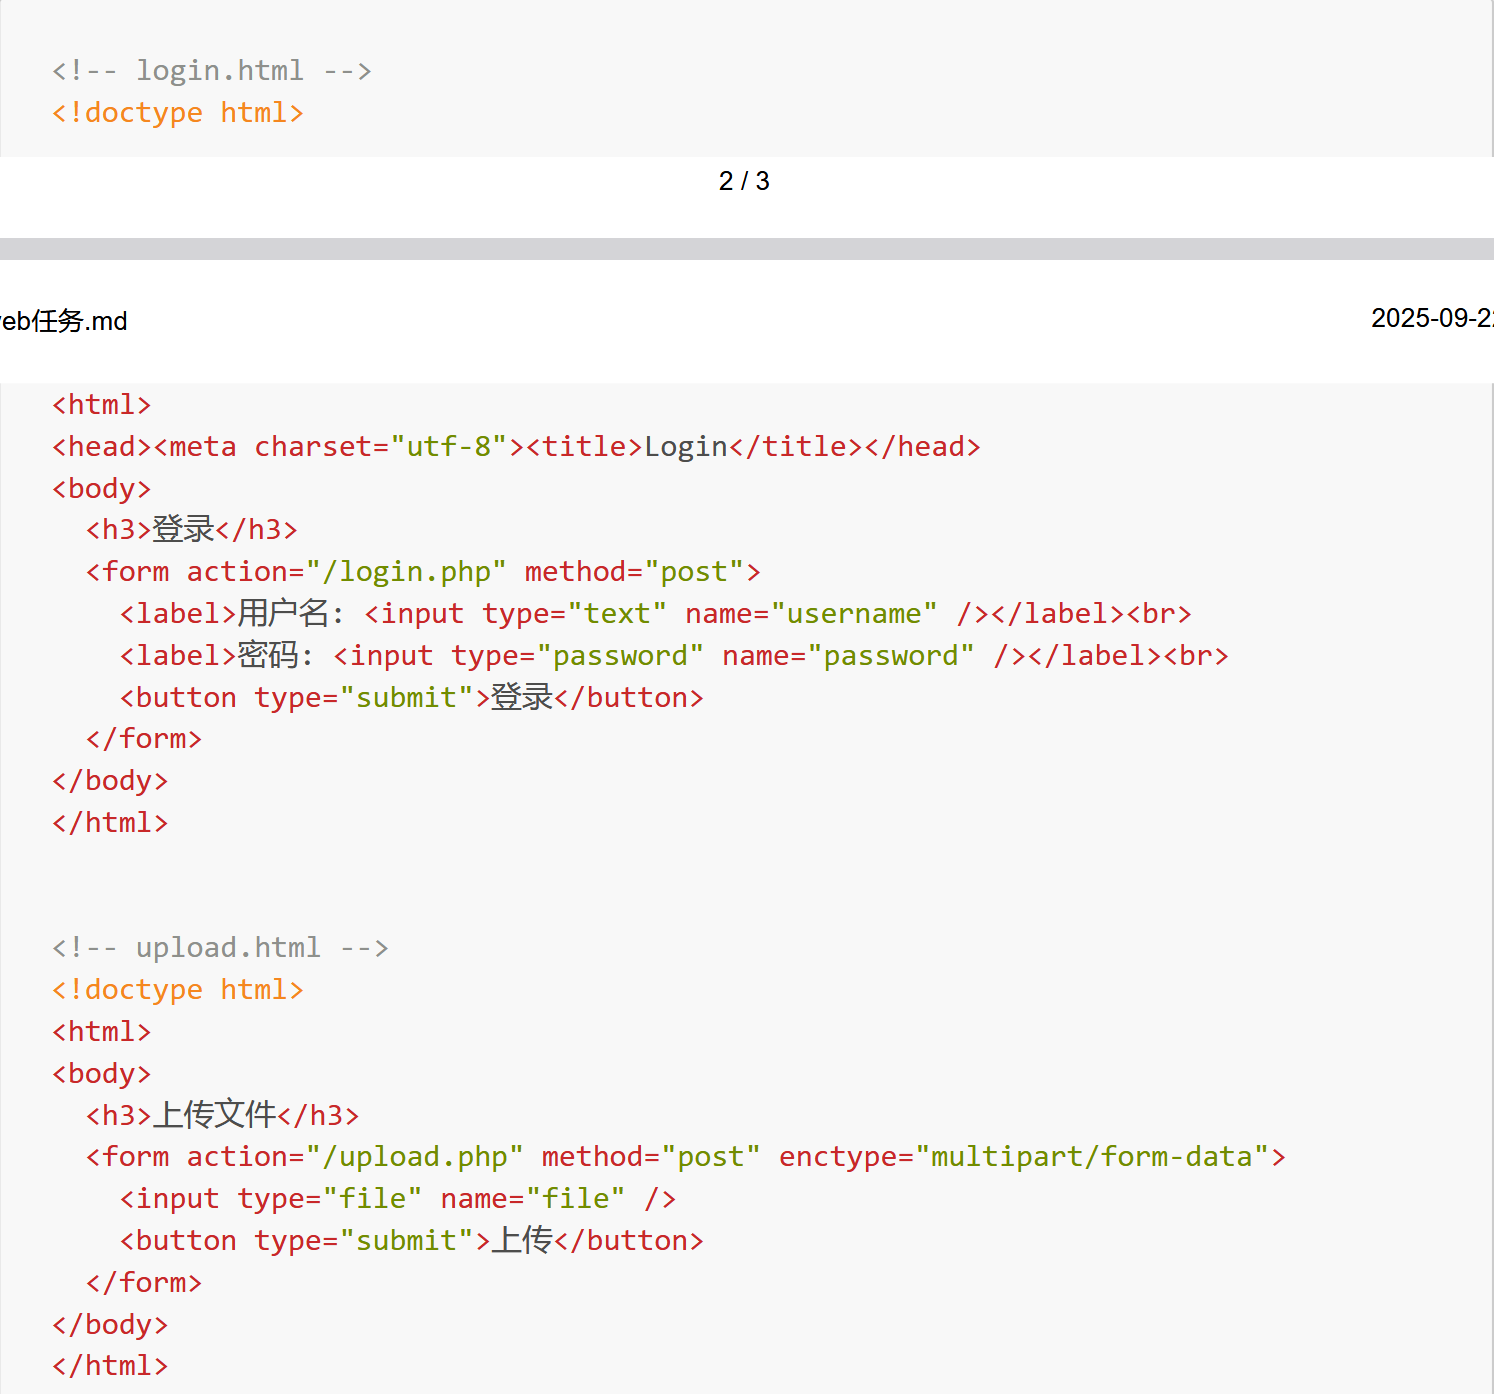 <!-- login.html -->
<!doctype html>
2 / 3
eb任务.md
2025-09-2
<html>
<head><meta charset="utf-8"><title>Login</title></head>
<body>
  <h3>登录</h3>
  <form action="/login.php" method="post">
    <label>用户名: <input type="text" name="username" /></label><br>
    <label>密码: <input type="password" name="password" /></label><br>
    <button type="submit">登录</button>
  </form>
</body>
</html>
<!-- upload.html -->
<!doctype html>
<html>
<body>
  <h3>上传文件</h3>
  <form action="/upload.php" method="post" enctype="multipart/form-data">
    <input type="file" name="file" />
    <button type="submit">上传</button>
  </form>
</body>
</html>